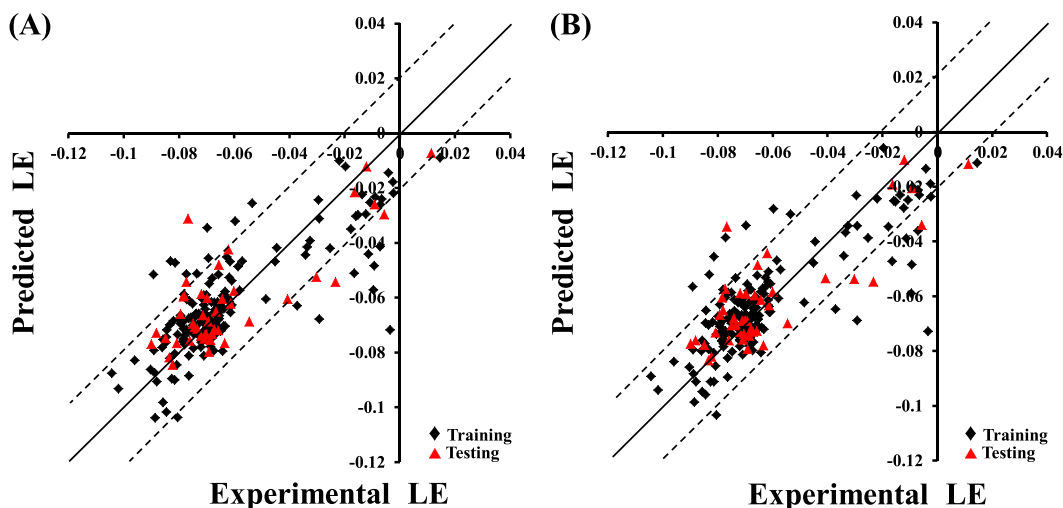 (A)
0.04
0.02
0
-0.12 -0.1 -0.08 -0.06 -0.04 -0.02 0 0.02 0.04
-0.02
-0.04
-0.06
-0.08
-0.1
-0.12
Predicted LE
Training
Testing
Experimental LE
(B)
0.04
0.02
0
-0.12 -0.1 -0.08 -0.06 -0.04 -0.02 0 0.02 0.04
-0.02
-0.04
-0.06
-0.08
-0.1
-0.12
Predicted LE
Training
Testing
Experimental LE